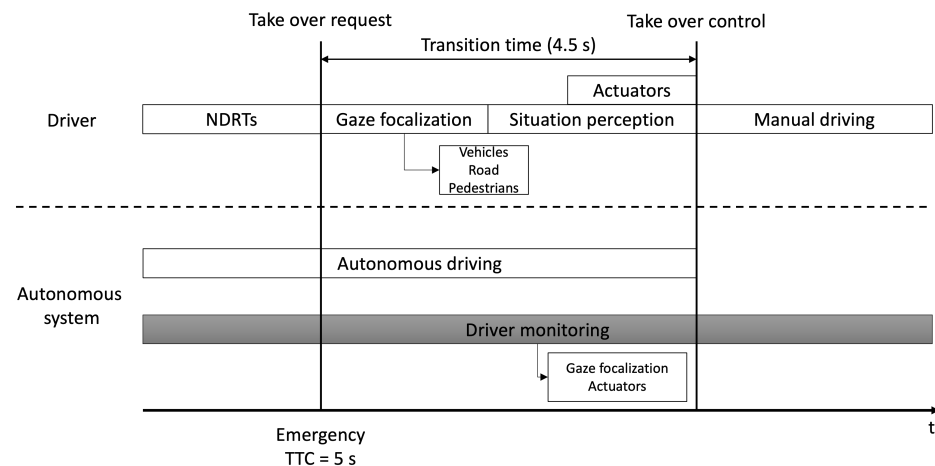 Take over request
Take over control
Transition time (4.5 s)
Actuators
Driver
NDRTs
Gaze focalization
Situation perception
Manual driving
Vehicles
Road
Pedestrians
Autonomous driving
Autonomous
system
Driver monitoring
Gaze focalization
Actuators
t
Emergency
TTC = 5 s